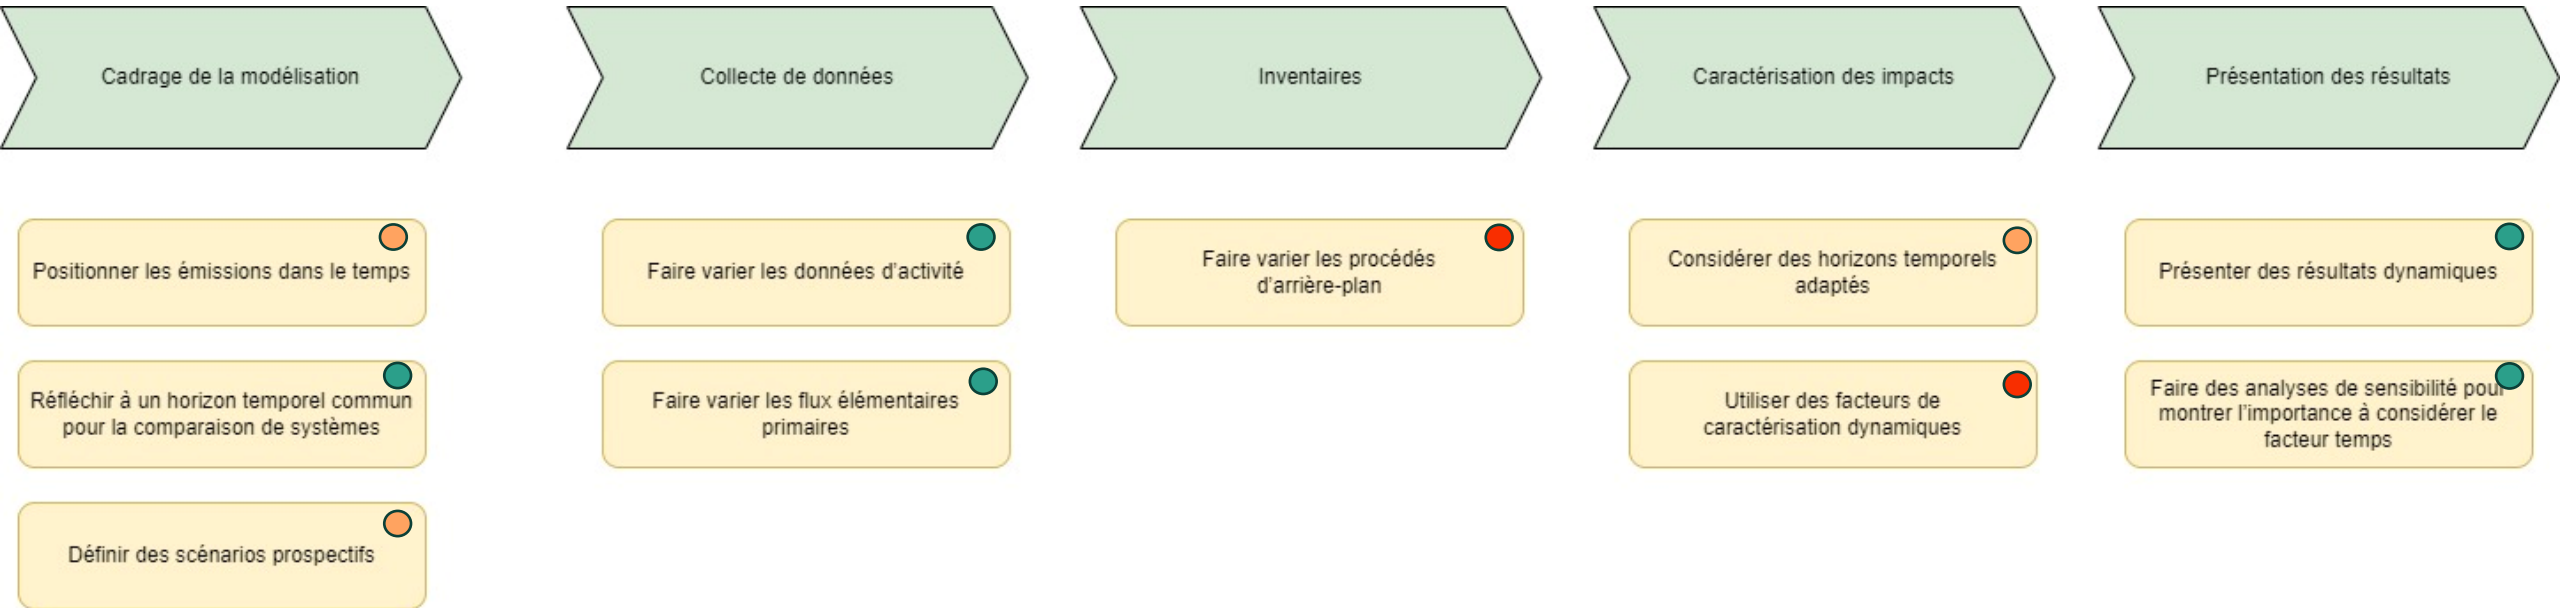 Cadrage de la modélisation
Collecte de données
Inventaires
Caractérisation des impacts
Présentation des résultats
Positionner les émissions dans le temps
Faire varier les données d'activité
Faire varier les procédés
d'arrière-plan
Considérer des horizons temporels
adaptés
Présenter des résultats dynamiques
Réfléchir à un horizon temporel commun
pour la comparaison de systèmes
Faire varier les flux élémentaires
primaires
Utiliser des facteurs de
caractérisation dynamiques
Faire des analyses de sensibilité pour
montrer l'importance à considérer le
facteur temps
Définir des scénarios prospectifs